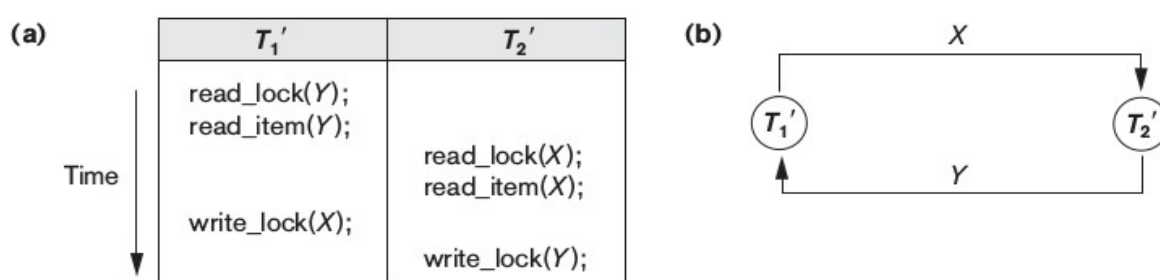 (a)
T1′ T2′
read_lock(Y);
read_item(Y);
read_lock(X);
read_item(X);
Time
write_lock(X);
write_lock(Y);
(b)
X
T1′ T2′
Y